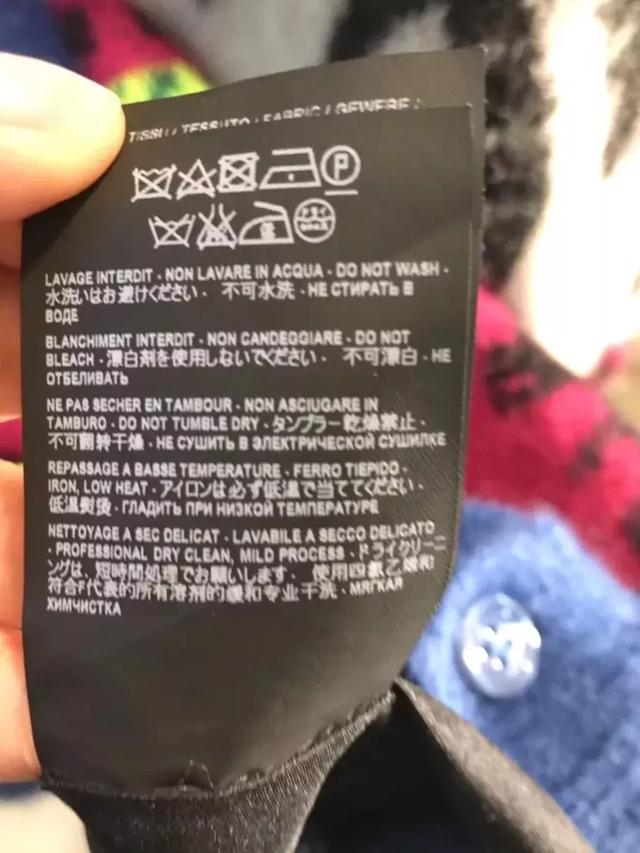 TISSU / TESSUTO / FABRIC / GEWEBE :
P
ドライ
LAVAGE INTERDIT - NON LAVARE IN ACQUA - DO NOT WASH -
水洗いはお避けください - 不可水洗 - НЕ СТИРАТЬ В
ВОДЕ
BLANCHIMENT INTERDIT - NON CANDEGGIARE - DO NOT
BLEACH - 漂白剤を使用しないでください - 不可漂白 - НЕ
ОТБЕЛИВАТЬ
NE PAS SECHER EN TAMBOUR - NON ASCIUGARE IN
TAMBURO - DO NOT TUMBLE DRY - タンブラー乾燥禁止 -
不可翻转干燥 - НЕ СУШИТЬ В ЭЛЕКТРИЧЕСКОЙ СУШИЛКЕ
REPASSAGE A BASSE TEMPERATURE - FERRO TIEPIDO -
IRON, LOW HEAT - アイロンは必ず低温で当ててください -
低温熨烫 - ГЛАДИТЬ ПРИ НИЗКОЙ ТЕМПЕРАТУРЕ
NETTOYAGE A SEC DELICAT - LAVABILE A SECCO DELICATO
- PROFESSIONAL DRY CLEAN, MILD PROCESS - ドライクリーニ
ングは、短時間処理でお願いします - 使用四氯乙烯和
符合F代表的所有溶剂的缓和专业干洗 - МЯГКАЯ
ХИМЧИСТКА